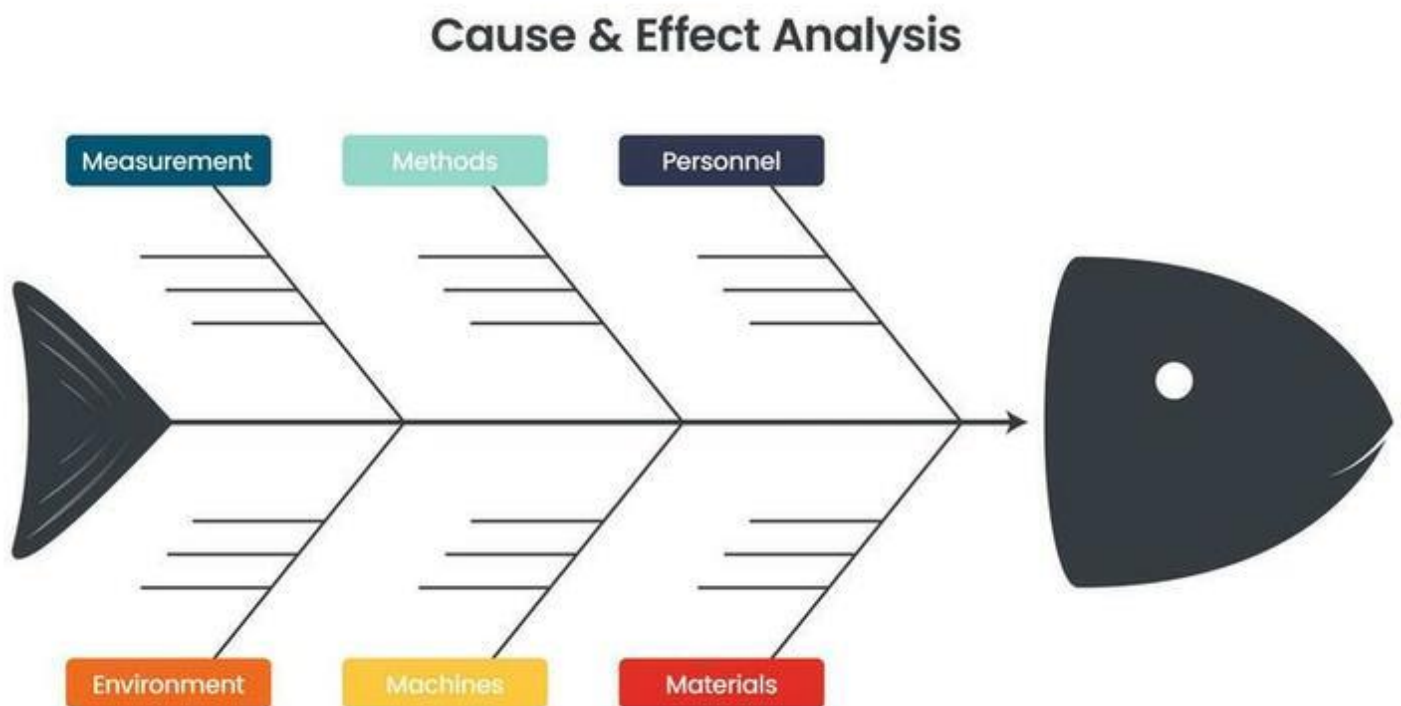 Cause & Effect Analysis
Measurement
Methods
Personnel
Environment
Machines
Materials